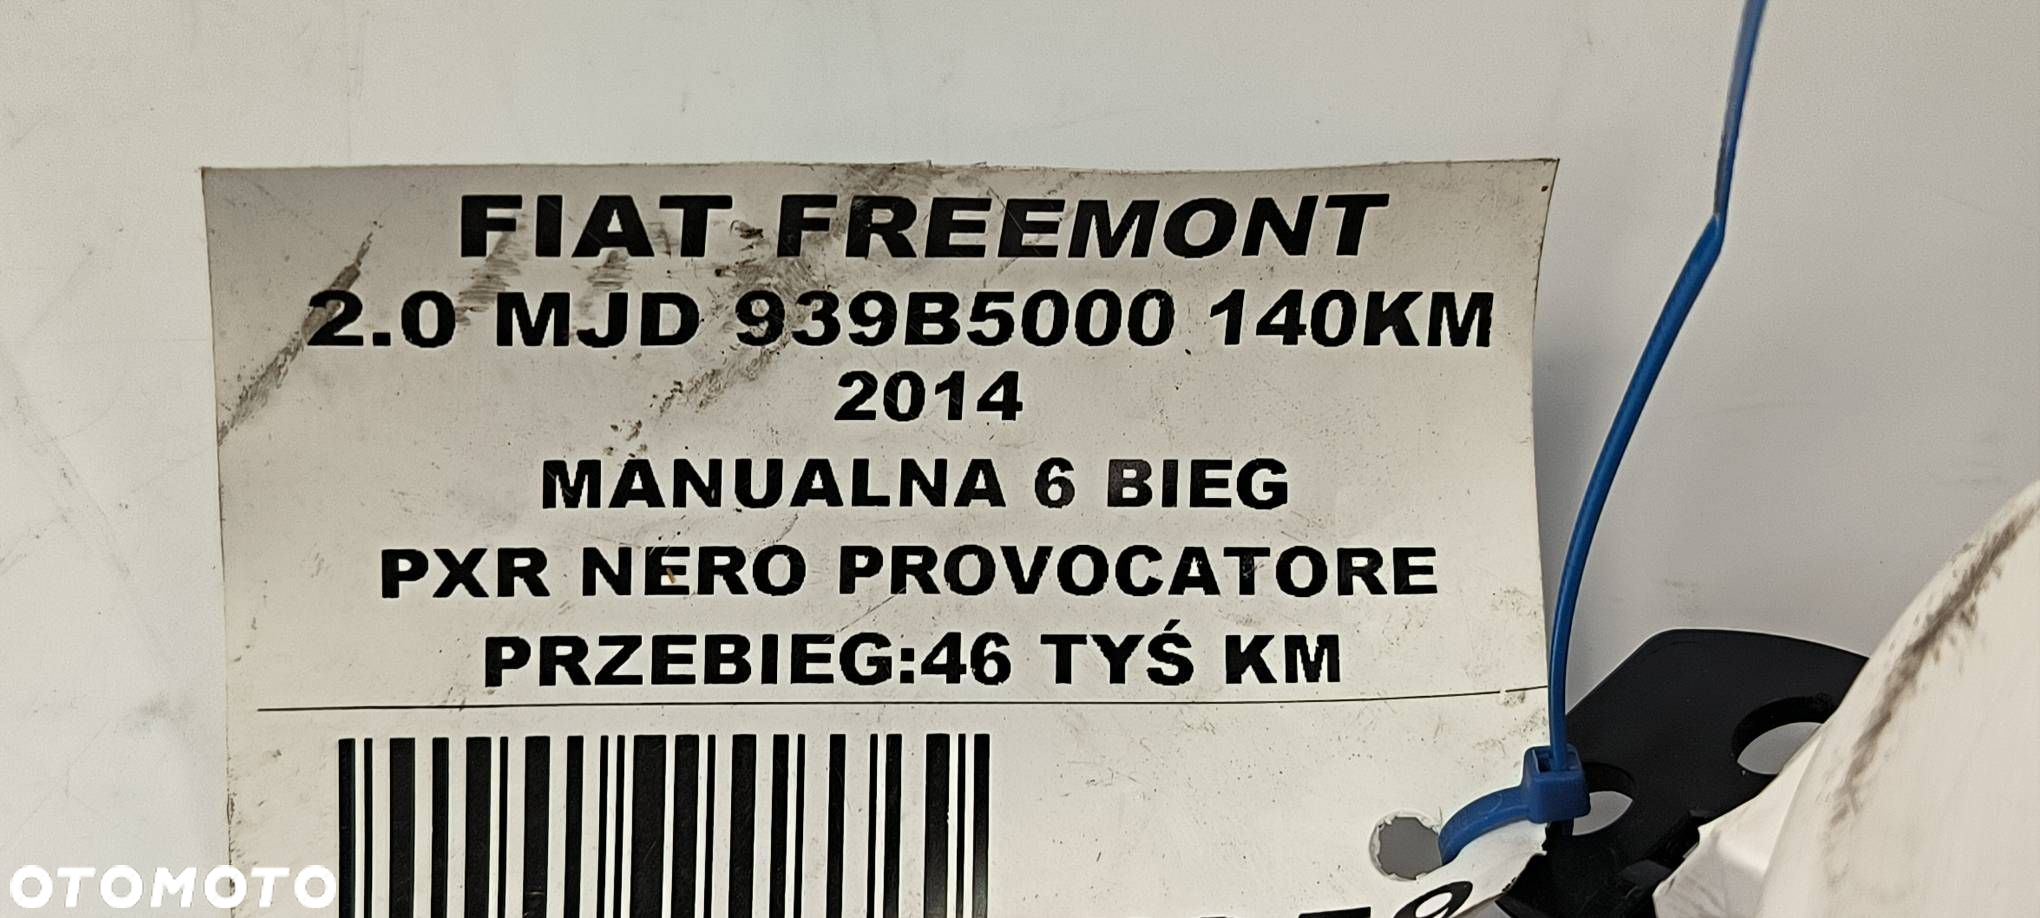 FIAT FREEMONT
2.0 MJD 939B5000 140KM
2014
MANUALNA 6 BIEG
PXR NERO PROVOCATORE
PRZEBIEG:46 TYŚ KM
OTOMOTO